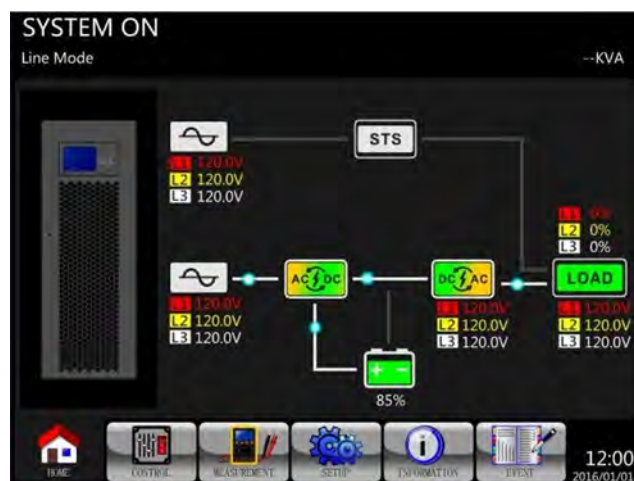 SYSTEM ON
Line Mode
--KVA
STS
L1 120.0V
L2 120.0V
L3 120.0V
L1 0%
L2 0%
L3 0%
AC DC
DC AC
LOAD
L1 120.0V
L2 120.0V
L3 120.0V
L1 120.0V
L2 120.0V
L3 120.0V
L1 120.0V
L2 120.0V
L3 120.0V
+ -
85%
HOME
CONTROL
MEASUREMENT
SETUP
INFORMATION
EVENT
12:00
2016/01/01